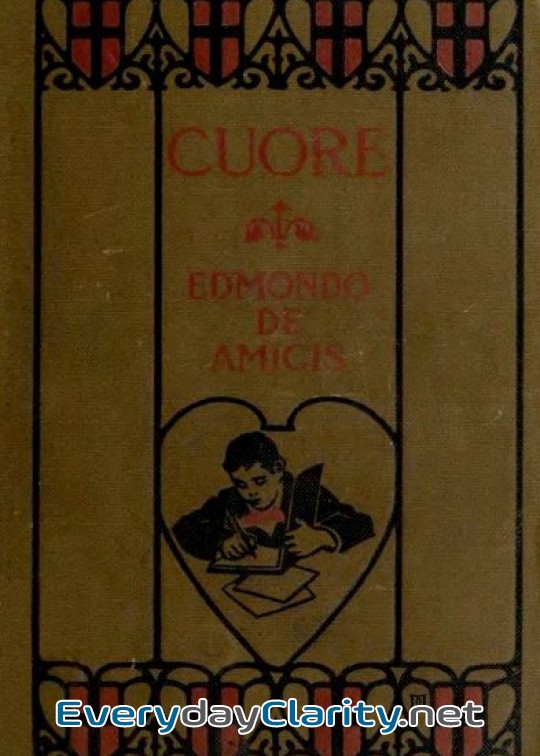 CUORE
EDMONDO
DE
AMICIS
EverydayClarity.net